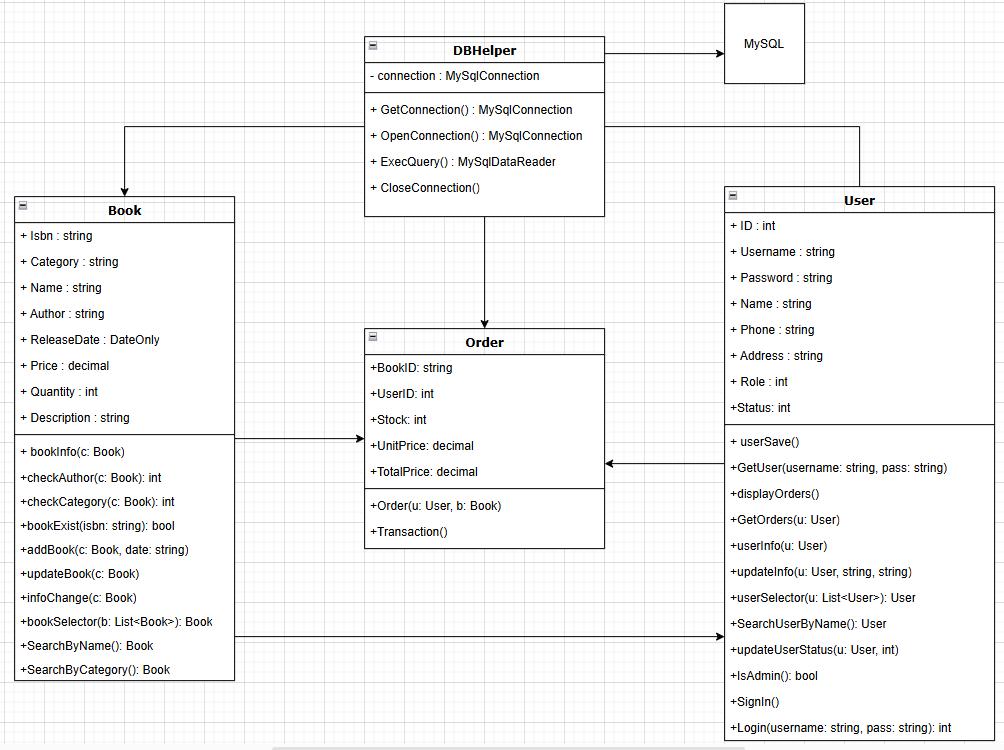 MySQL
DBHelper
- connection : MySqlConnection
+ GetConnection() : MySqlConnection
+ OpenConnection() : MySqlConnection
+ ExecQuery() : MySqlDataReader
+ CloseConnection()
Book
+ Isbn : string
+ Category : string
+ Name : string
+ Author : string
+ ReleaseDate : DateOnly
+ Price : decimal
+ Quantity : int
+ Description : string
+ bookInfo(c: Book)
+checkAuthor(c: Book): int
+checkCategory(c: Book): int
+bookExist(isbn: string): bool
+addBook(c: Book, date: string)
+updateBook(c: Book)
+infoChange(c: Book)
+bookSelector(b: List<Book>): Book
+SearchByName(): Book
+SearchByCategory(): Book
Order
+BookID: string
+UserID: int
+Stock: int
+UnitPrice: decimal
+TotalPrice: decimal
+Order(u: User, b: Book)
+Transaction()
User
+ ID : int
+ Username : string
+ Password : string
+ Name : string
+ Phone : string
+ Address : string
+ Role : int
+Status: int
+ userSave()
+GetUser(username: string, pass: string)
+displayOrders()
+GetOrders(u: User)
+userInfo(u: User)
+updateInfo(u: User, string, string)
+userSelector(u: List<User>): User
+SearchUserByName(): User
+updateUserStatus(u: User, int)
+IsAdmin(): bool
+SignIn()
+Login(username: string, pass: string): int